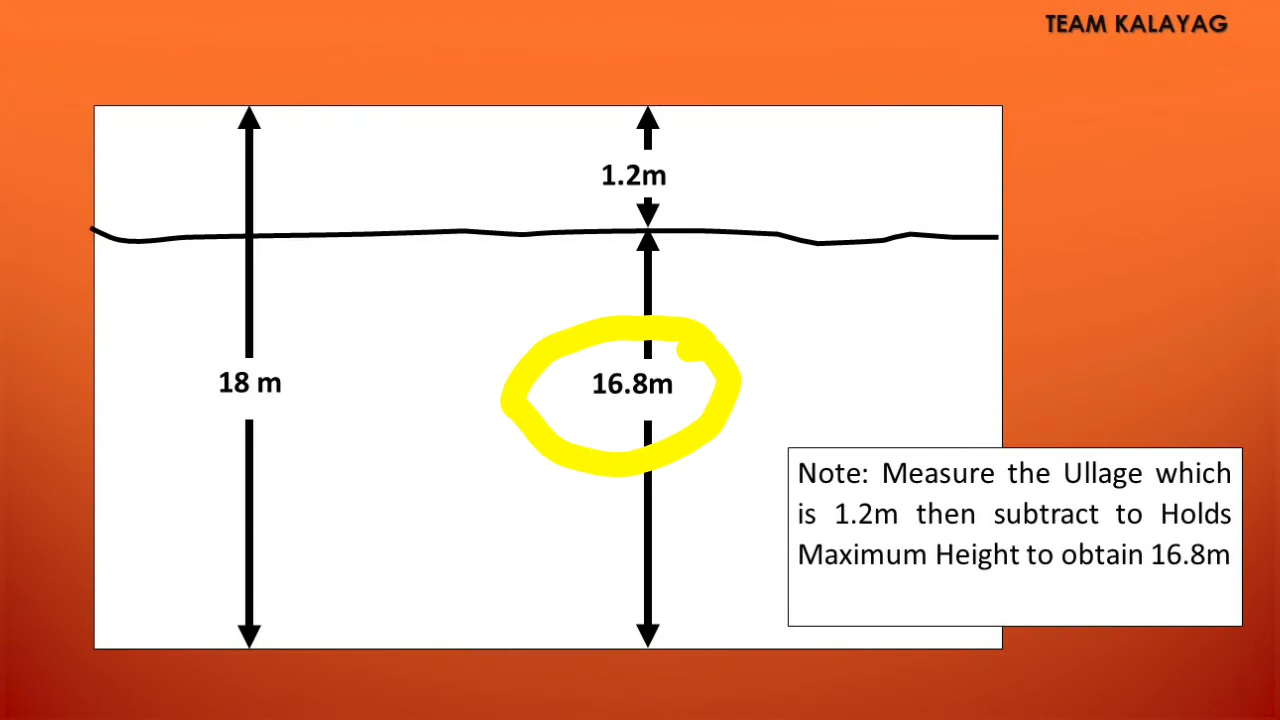 TEAM KALAYAG
1.2m
18 m
16.8m
Note: Measure the Ullage which
is 1.2m then subtract to Holds
Maximum Height to obtain 16.8m